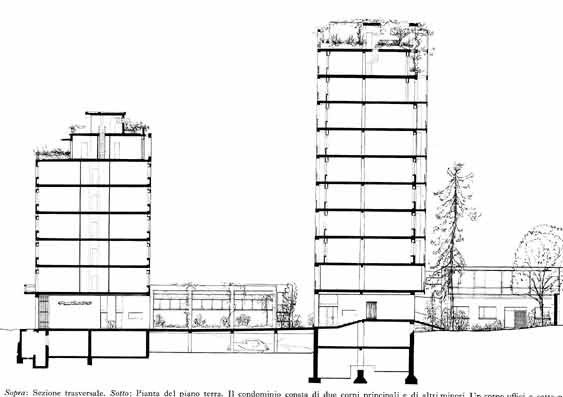 Sopra: Sezione trasversale. Sotto: Pianta del piano terra. Il condominio consta di due corpi principali e di altri minori. Un corpo uffici e sotto